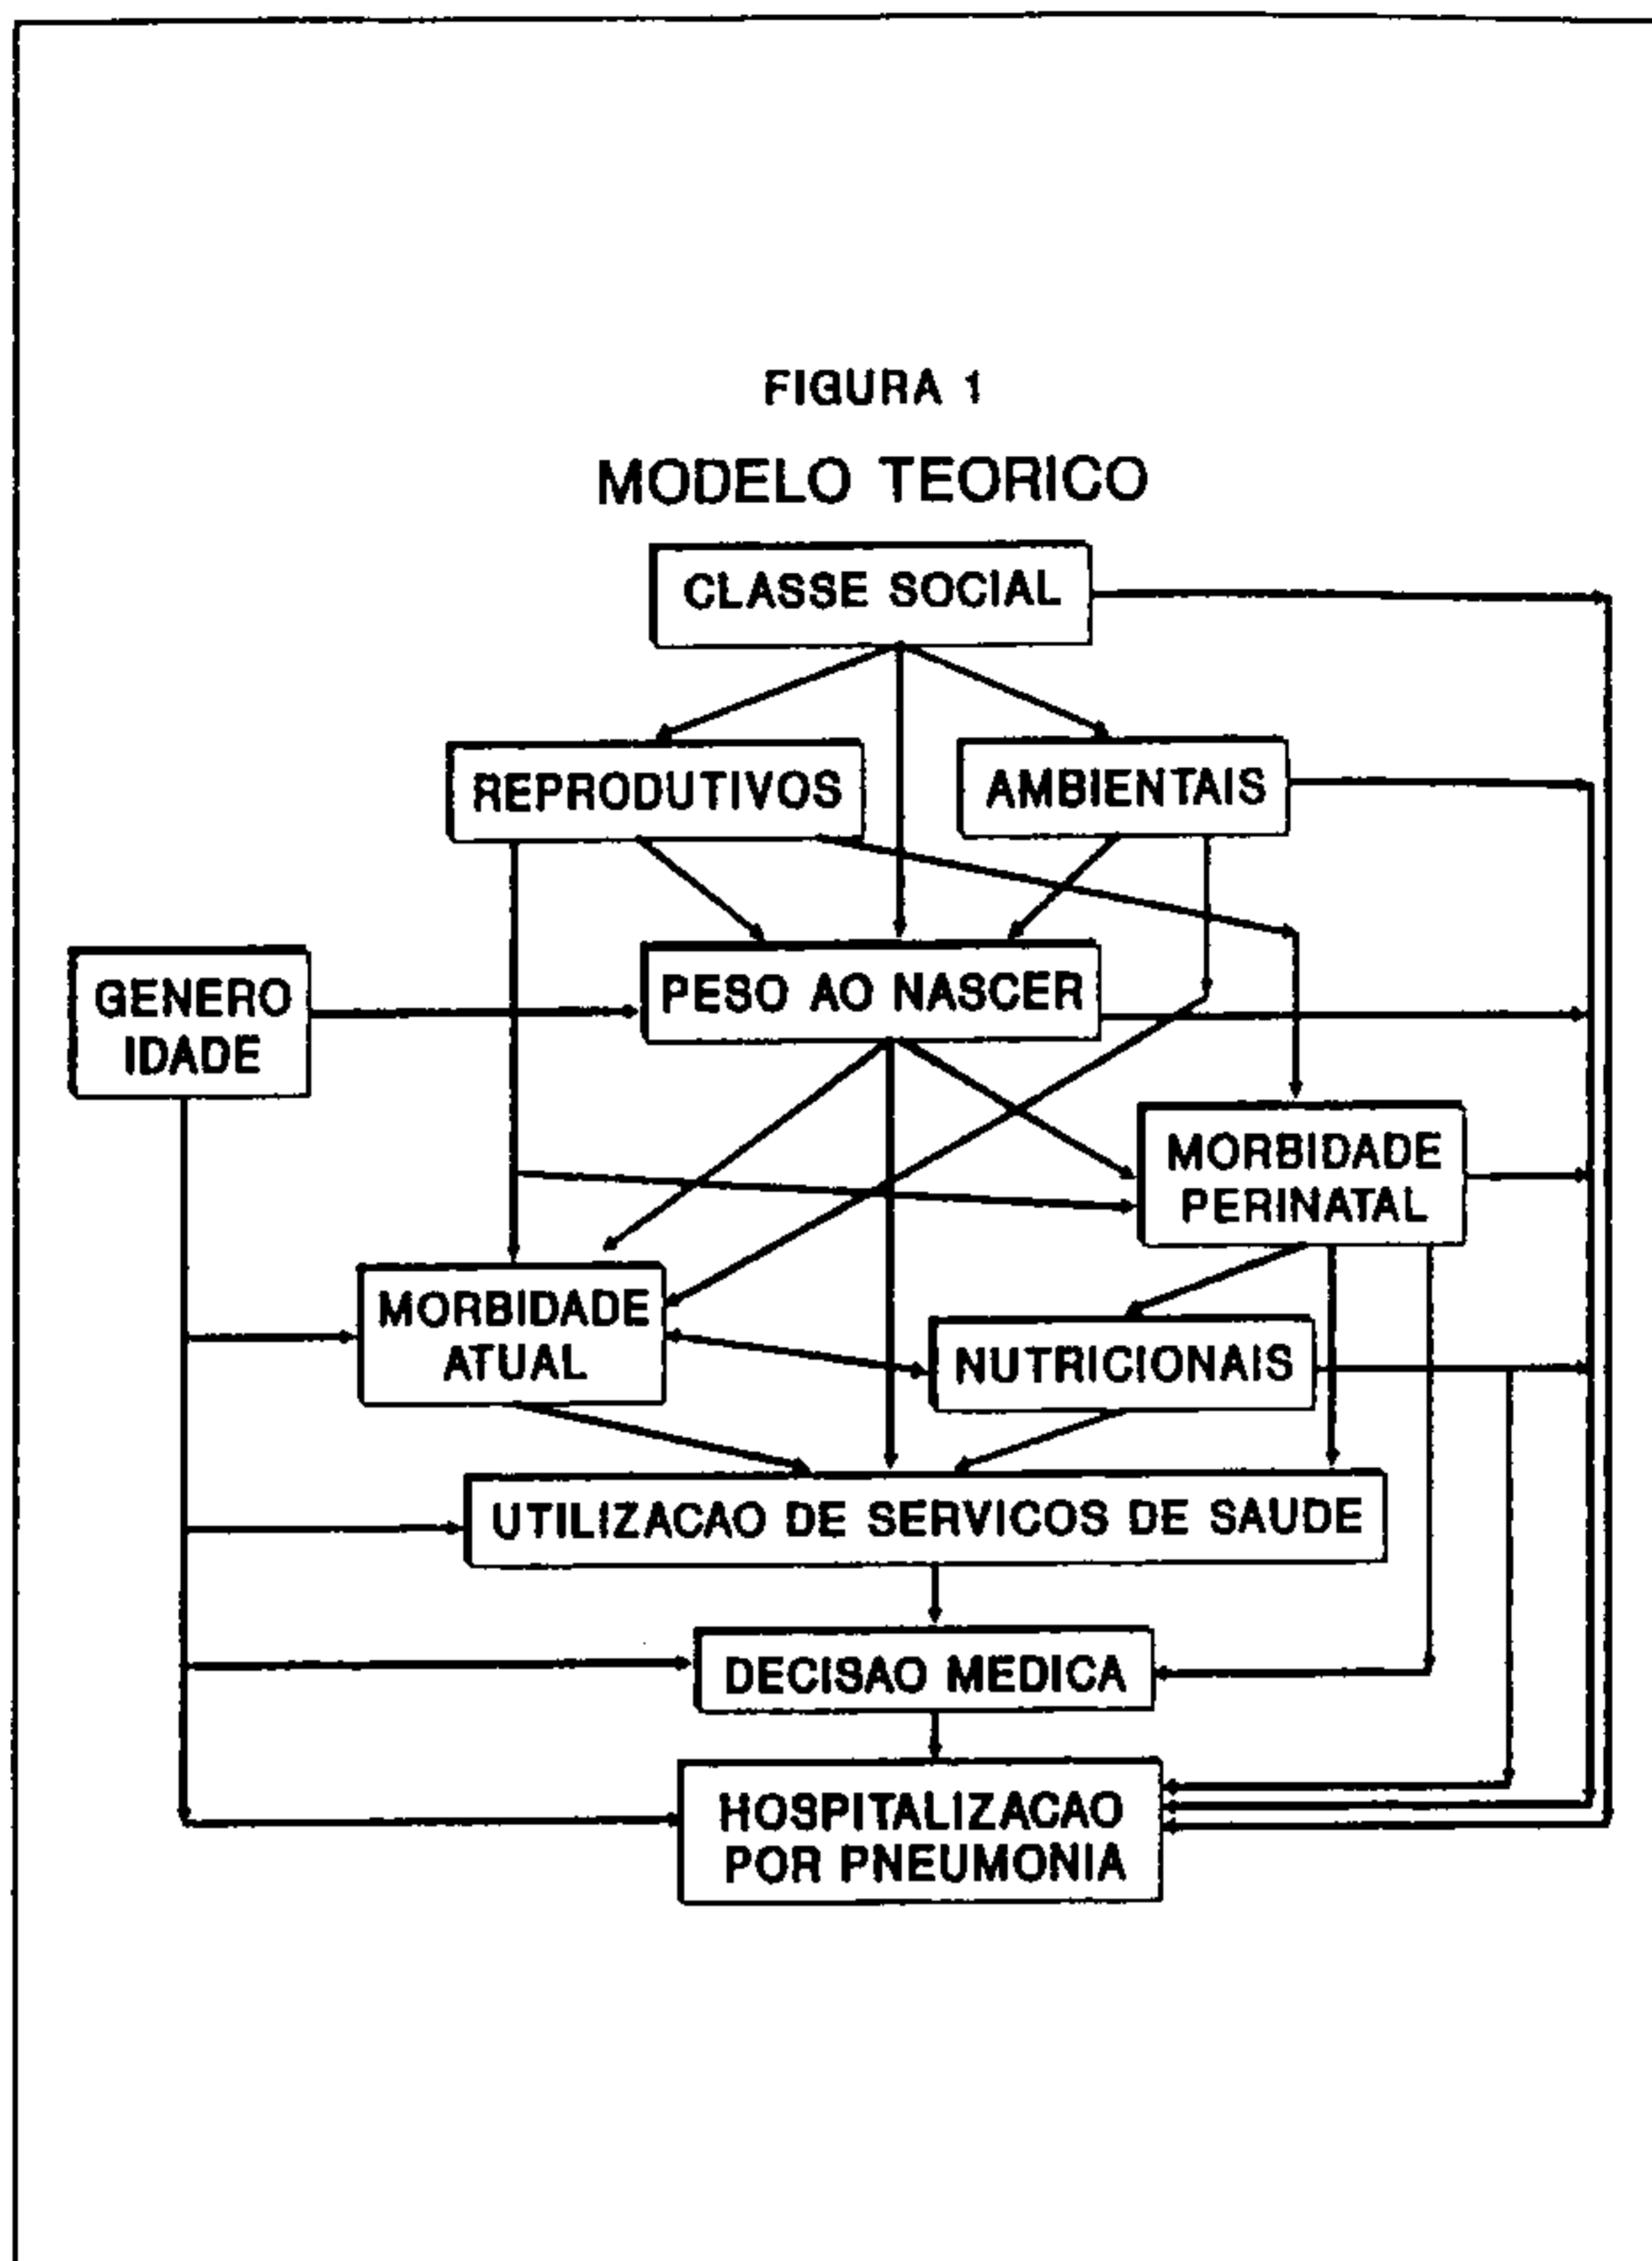 FIGURA 1
MODELO TEORICO
CLASSE SOCIAL
REPRODUTIVOS
AMBIENTAIS
GENERO
IDADE
PESO AO NASCER
MORBIDADE
PERINATAL
MORBIDADE
ATUAL
NUTRICIONAIS
UTILIZACAO DE SERVICOS DE SAUDE
DECISAO MEDICA
HOSPITALIZACAO
POR PNEUMONIA